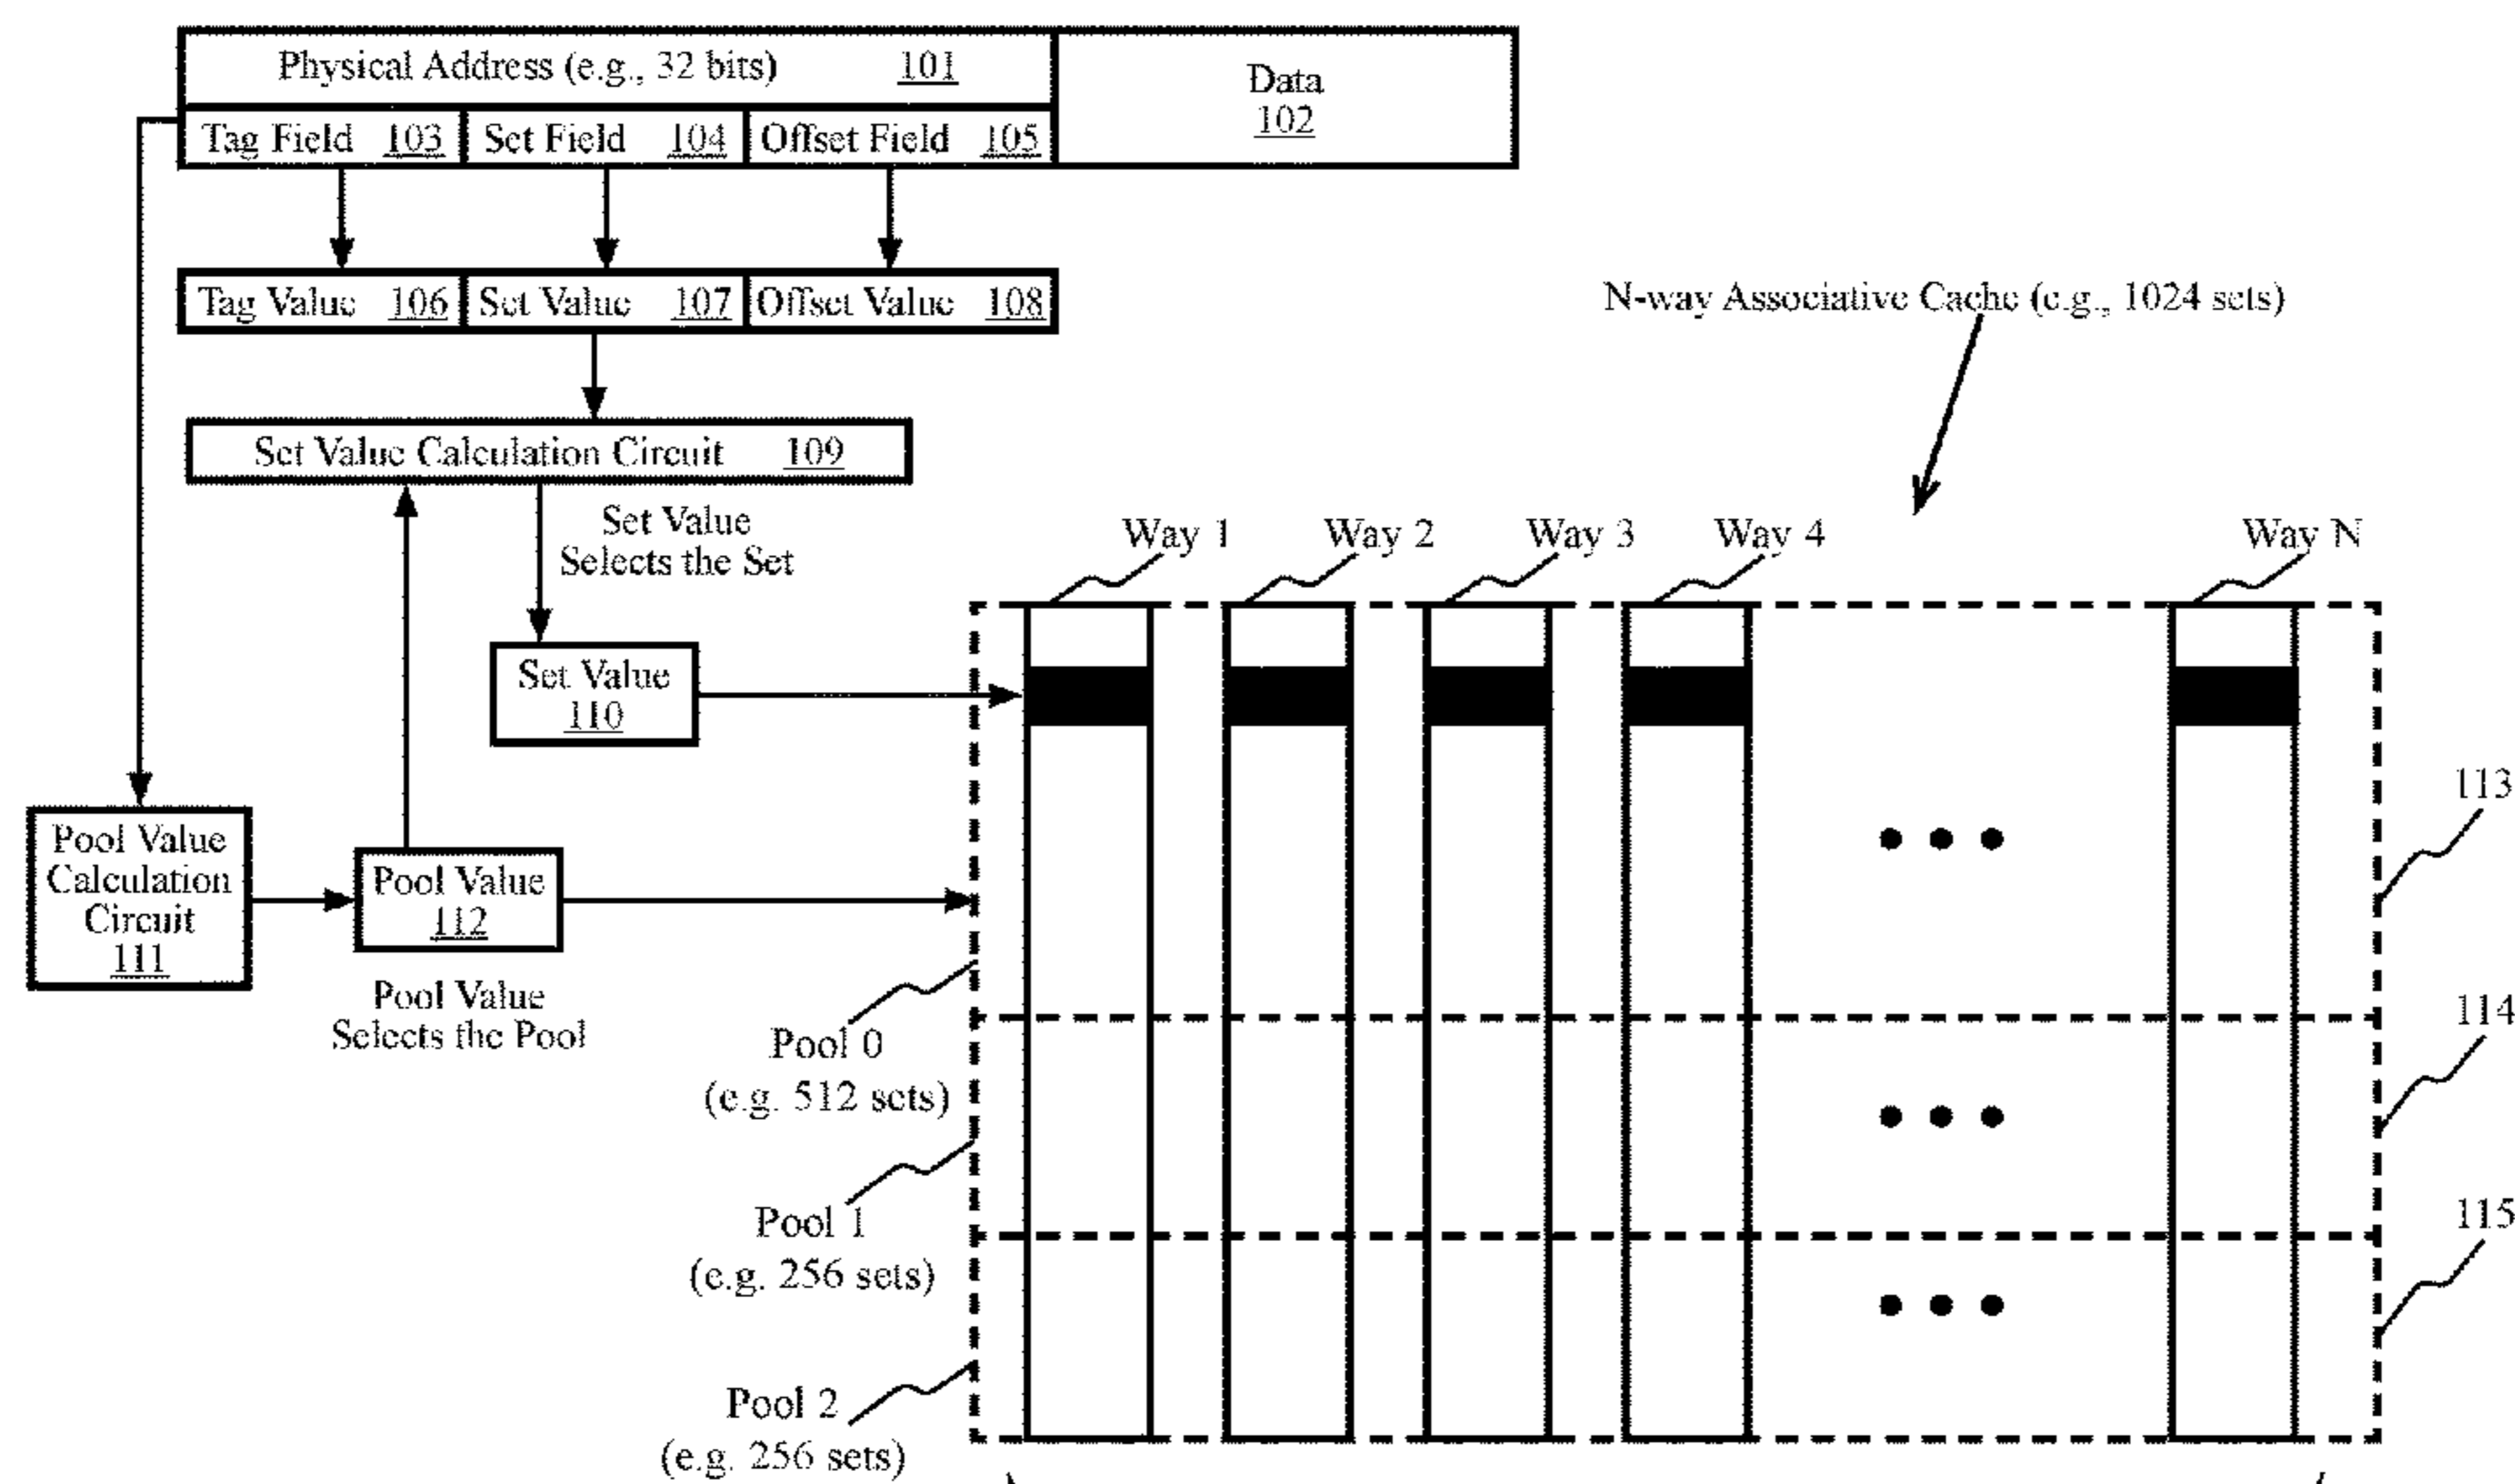 Physical Address (e.g., 32 bits) 101
Data
102
Tag Field 103 Set Field 104 Offset Field 105
Tag Value 106 Set Value 107 Offset Value 108
N-way Associative Cache (e.g., 1024 sets)
Set Value Calculation Circuit 109
Set Value
Selects the Set
Way 1 Way 2 Way 3 Way 4 Way N
Set Value
110
113
Pool Value
Calculation
Circuit
111
Pool Value
112
Pool Value
Selects the Pool
114
Pool 0
(e.g. 512 sets)
115
Pool 1
(e.g. 256 sets)
Pool 2
(e.g. 256 sets)